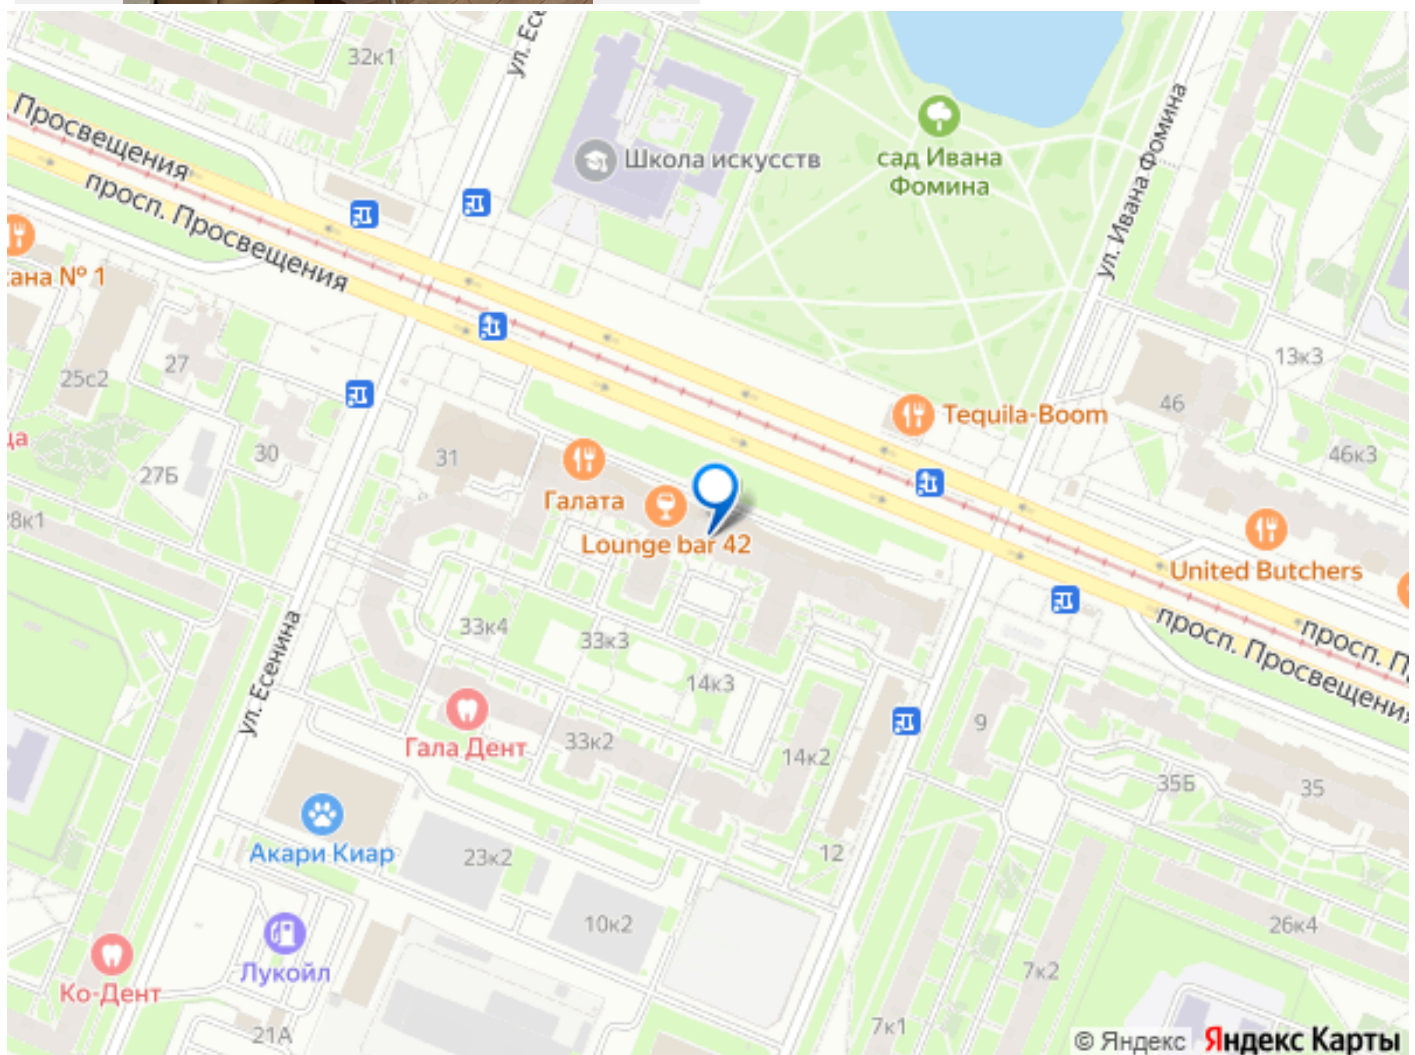 32к1
ул. Есе
Просвещения
просп. Просвещения
Школа искусств
сад Ивана
Фомина
ул. Ивана Фомина
ана № 1
27
25с2
13к3
46
Tequila-Boom
46к3
ца
30
27Б
31
Галата
Lounge bar 42
28к1
United Butchers
просп. Просвещения
просп. П
ул. Есенина
33к4
33к3
14к3
9
Гала Дент
33к2
14к2
35Б
35
Акари Киар
23к2
12
10к2
26к4
Лукойл
Ко-Дент
7к2
21А
7к1
© Яндекс Яндекс Карты